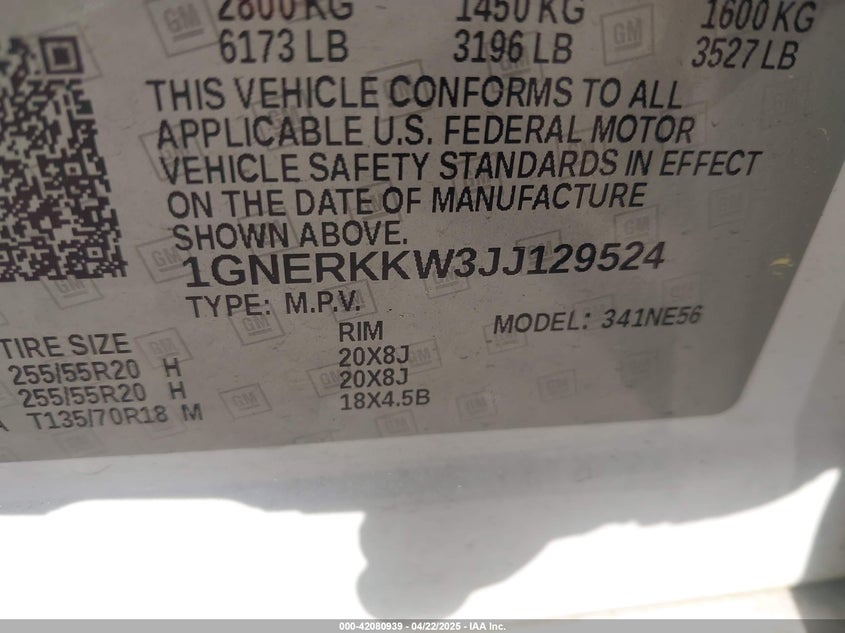 2800 KG 1450 KG 1600 KG
6173 LB 3196 LB 3527 LB
THIS VEHICLE CONFORMS TO ALL
APPLICABLE U.S. FEDERAL MOTOR
VEHICLE SAFETY STANDARDS IN EFFECT
ON THE DATE OF MANUFACTURE
SHOWN ABOVE.
1GNERKKW3JJ129524
TYPE: M.P.V. MODEL: 341NE56
TIRE SIZE RIM
255/55R20 H 20X8J
255/55R20 H 20X8J
T135/70R18 M 18X4.5B
GM
000-42080939 - 04/22/2025 - IAA Inc.